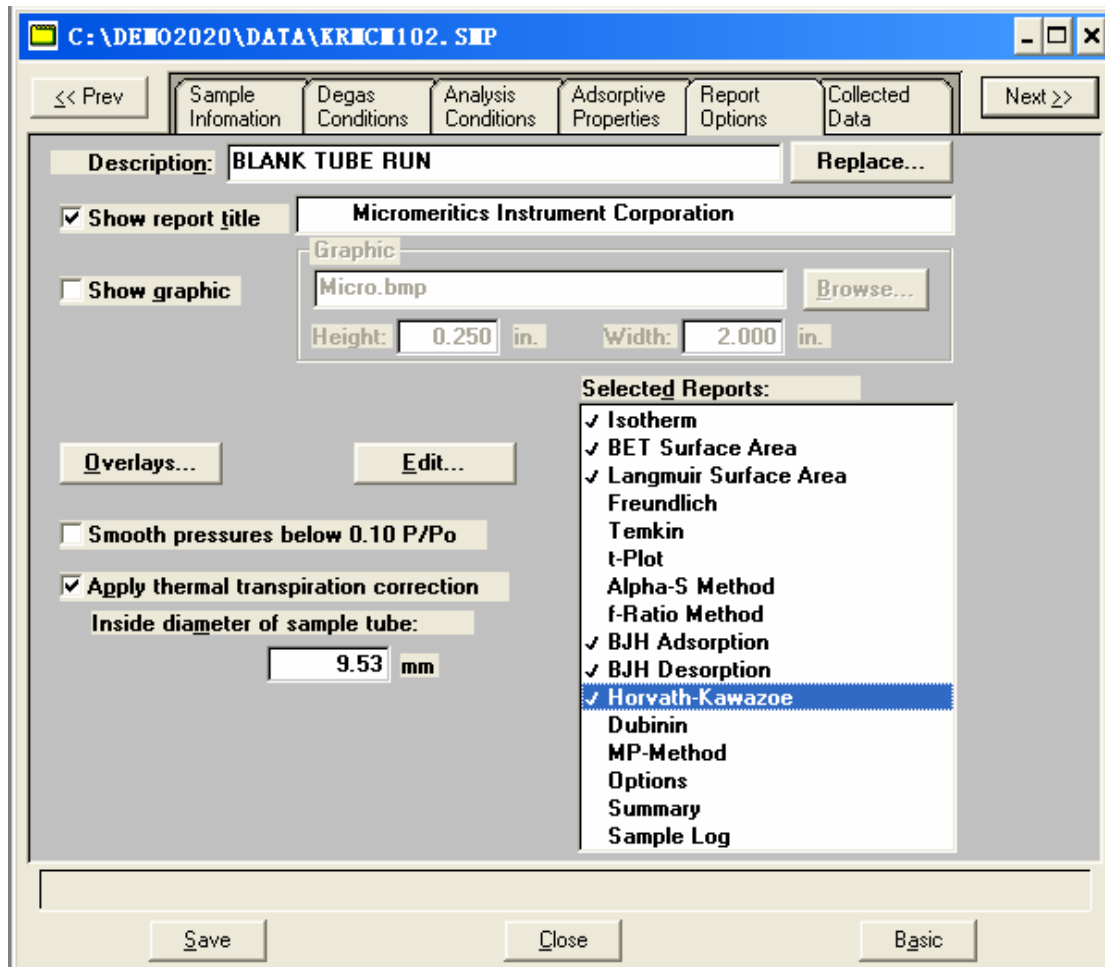 C:\DEMO2020\DATA\KRMCM102.SMP
<< Prev
Sample Infomation
Degas Conditions
Analysis Conditions
Adsorptive Properties
Report Options
Collected Data
Next >>
Description: BLANK TUBE RUN Replace...
Show report title Micromeritics Instrument Corporation
Graphic
Show graphic Micro.bmp Browse...
Height: 0.250 in. Width: 2.000 in.
Overlays... Edit...
Smooth pressures below 0.10 P/Po
Apply thermal transpiration correction
Inside diameter of sample tube:
9.53 mm
Selected Reports:
✓ Isotherm
✓ BET Surface Area
✓ Langmuir Surface Area
Freundlich
Temkin
t-Plot
Alpha-S Method
f-Ratio Method
✓ BJH Adsorption
✓ BJH Desorption
✓ Horvath-Kawazoe
Dubinin
MP-Method
Options
Summary
Sample Log
Save Close Basic